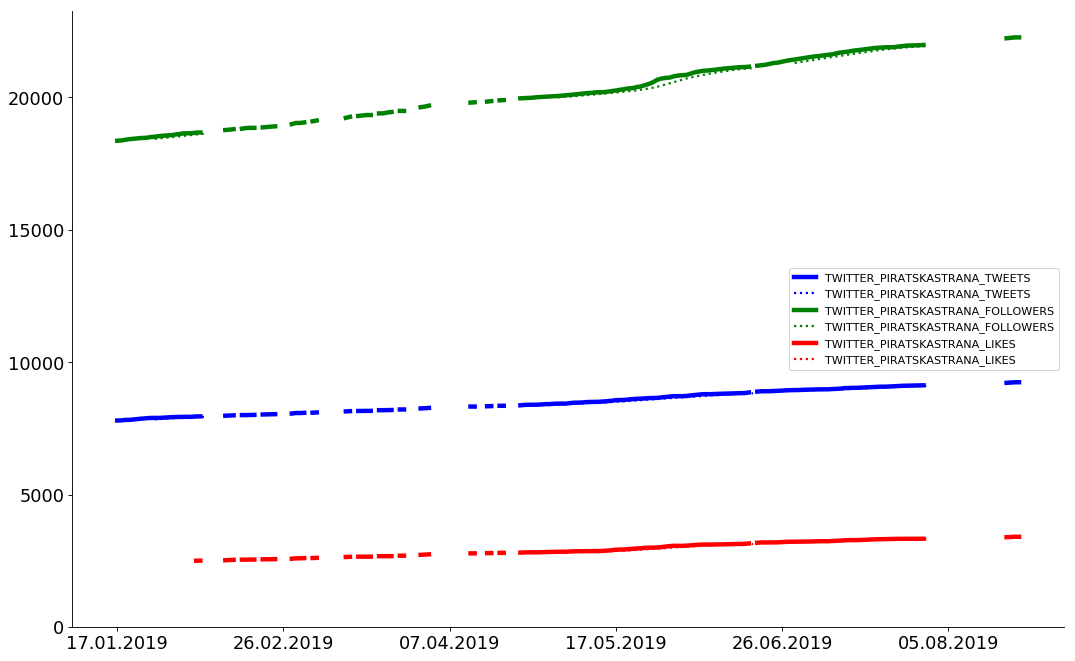 20000
15000
10000
5000
0
17.01.2019
26.02.2019
07.04.2019
17.05.2019
26.06.2019
05.08.2019
TWITTER_PIRATSKASTRANA_TWEETS
TWITTER_PIRATSKASTRANA_TWEETS
TWITTER_PIRATSKASTRANA_FOLLOWERS
TWITTER_PIRATSKASTRANA_FOLLOWERS
TWITTER_PIRATSKASTRANA_LIKES
TWITTER_PIRATSKASTRANA_LIKES